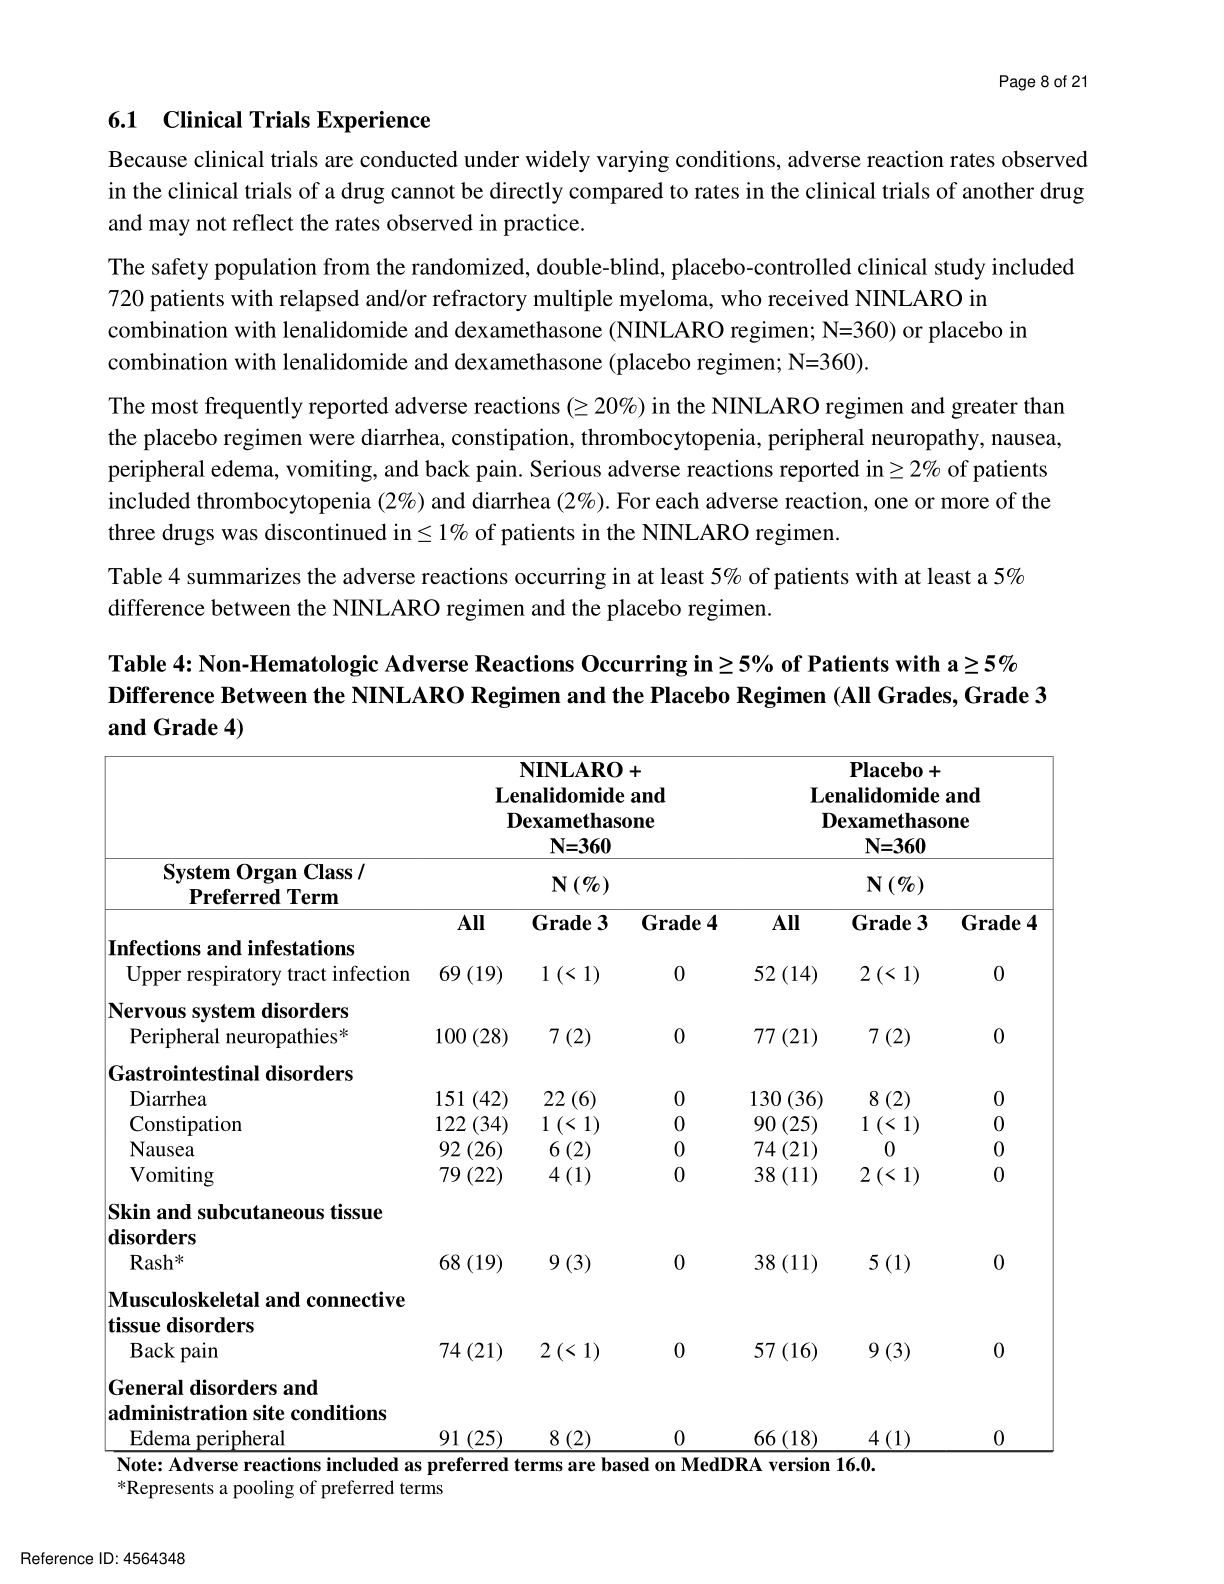 Page 8 of 21
6.1 Clinical Trials Experience
Because clinical trials are conducted under widely varying conditions, adverse reaction rates observed
in the clinical trials of a drug cannot be directly compared to rates in the clinical trials of another drug
and may not reflect the rates observed in practice.
The safety population from the randomized, double-blind, placebo-controlled clinical study included
720 patients with relapsed and/or refractory multiple myeloma, who received NINLARO in
combination with lenalidomide and dexamethasone (NINLARO regimen; N=360) or placebo in
combination with lenalidomide and dexamethasone (placebo regimen; N=360).
The most frequently reported adverse reactions (≥ 20%) in the NINLARO regimen and greater than
the placebo regimen were diarrhea, constipation, thrombocytopenia, peripheral neuropathy, nausea,
peripheral edema, vomiting, and back pain. Serious adverse reactions reported in ≥ 2% of patients
included thrombocytopenia (2%) and diarrhea (2%). For each adverse reaction, one or more of the
three drugs was discontinued in ≤ 1% of patients in the NINLARO regimen.
Table 4 summarizes the adverse reactions occurring in at least 5% of patients with at least a 5%
difference between the NINLARO regimen and the placebo regimen.
Table 4: Non-Hematologic Adverse Reactions Occurring in ≥ 5% of Patients with a ≥ 5%
Difference Between the NINLARO Regimen and the Placebo Regimen (All Grades, Grade 3
and Grade 4)
NINLARO + Placebo +
Lenalidomide and Lenalidomide and
Dexamethasone Dexamethasone
N=360 N=360
System Organ Class /
Preferred Term N (%) N (%)
All Grade 3 Grade 4 All Grade 3 Grade 4
Infections and infestations
Upper respiratory tract infection 69 (19) 1 (< 1) 0 52 (14) 2 (< 1) 0
Nervous system disorders
Peripheral neuropathies* 100 (28) 7 (2) 0 77 (21) 7 (2) 0
Gastrointestinal disorders
Diarrhea 151 (42) 22 (6) 0 130 (36) 8 (2) 0
Constipation 122 (34) 1 (< 1) 0 90 (25) 1 (< 1) 0
Nausea 92 (26) 6 (2) 0 74 (21) 0 0
Vomiting 79 (22) 4 (1) 0 38 (11) 2 (< 1) 0
Skin and subcutaneous tissue
disorders
Rash* 68 (19) 9 (3) 0 38 (11) 5 (1) 0
Musculoskeletal and connective
tissue disorders
Back pain 74 (21) 2 (< 1) 0 57 (16) 9 (3) 0
General disorders and
administration site conditions
Edema peripheral 91 (25) 8 (2) 0 66 (18) 4 (1) 0
Note: Adverse reactions included as preferred terms are based on MedDRA version 16.0.
*Represents a pooling of preferred terms
Reference ID: 4564348